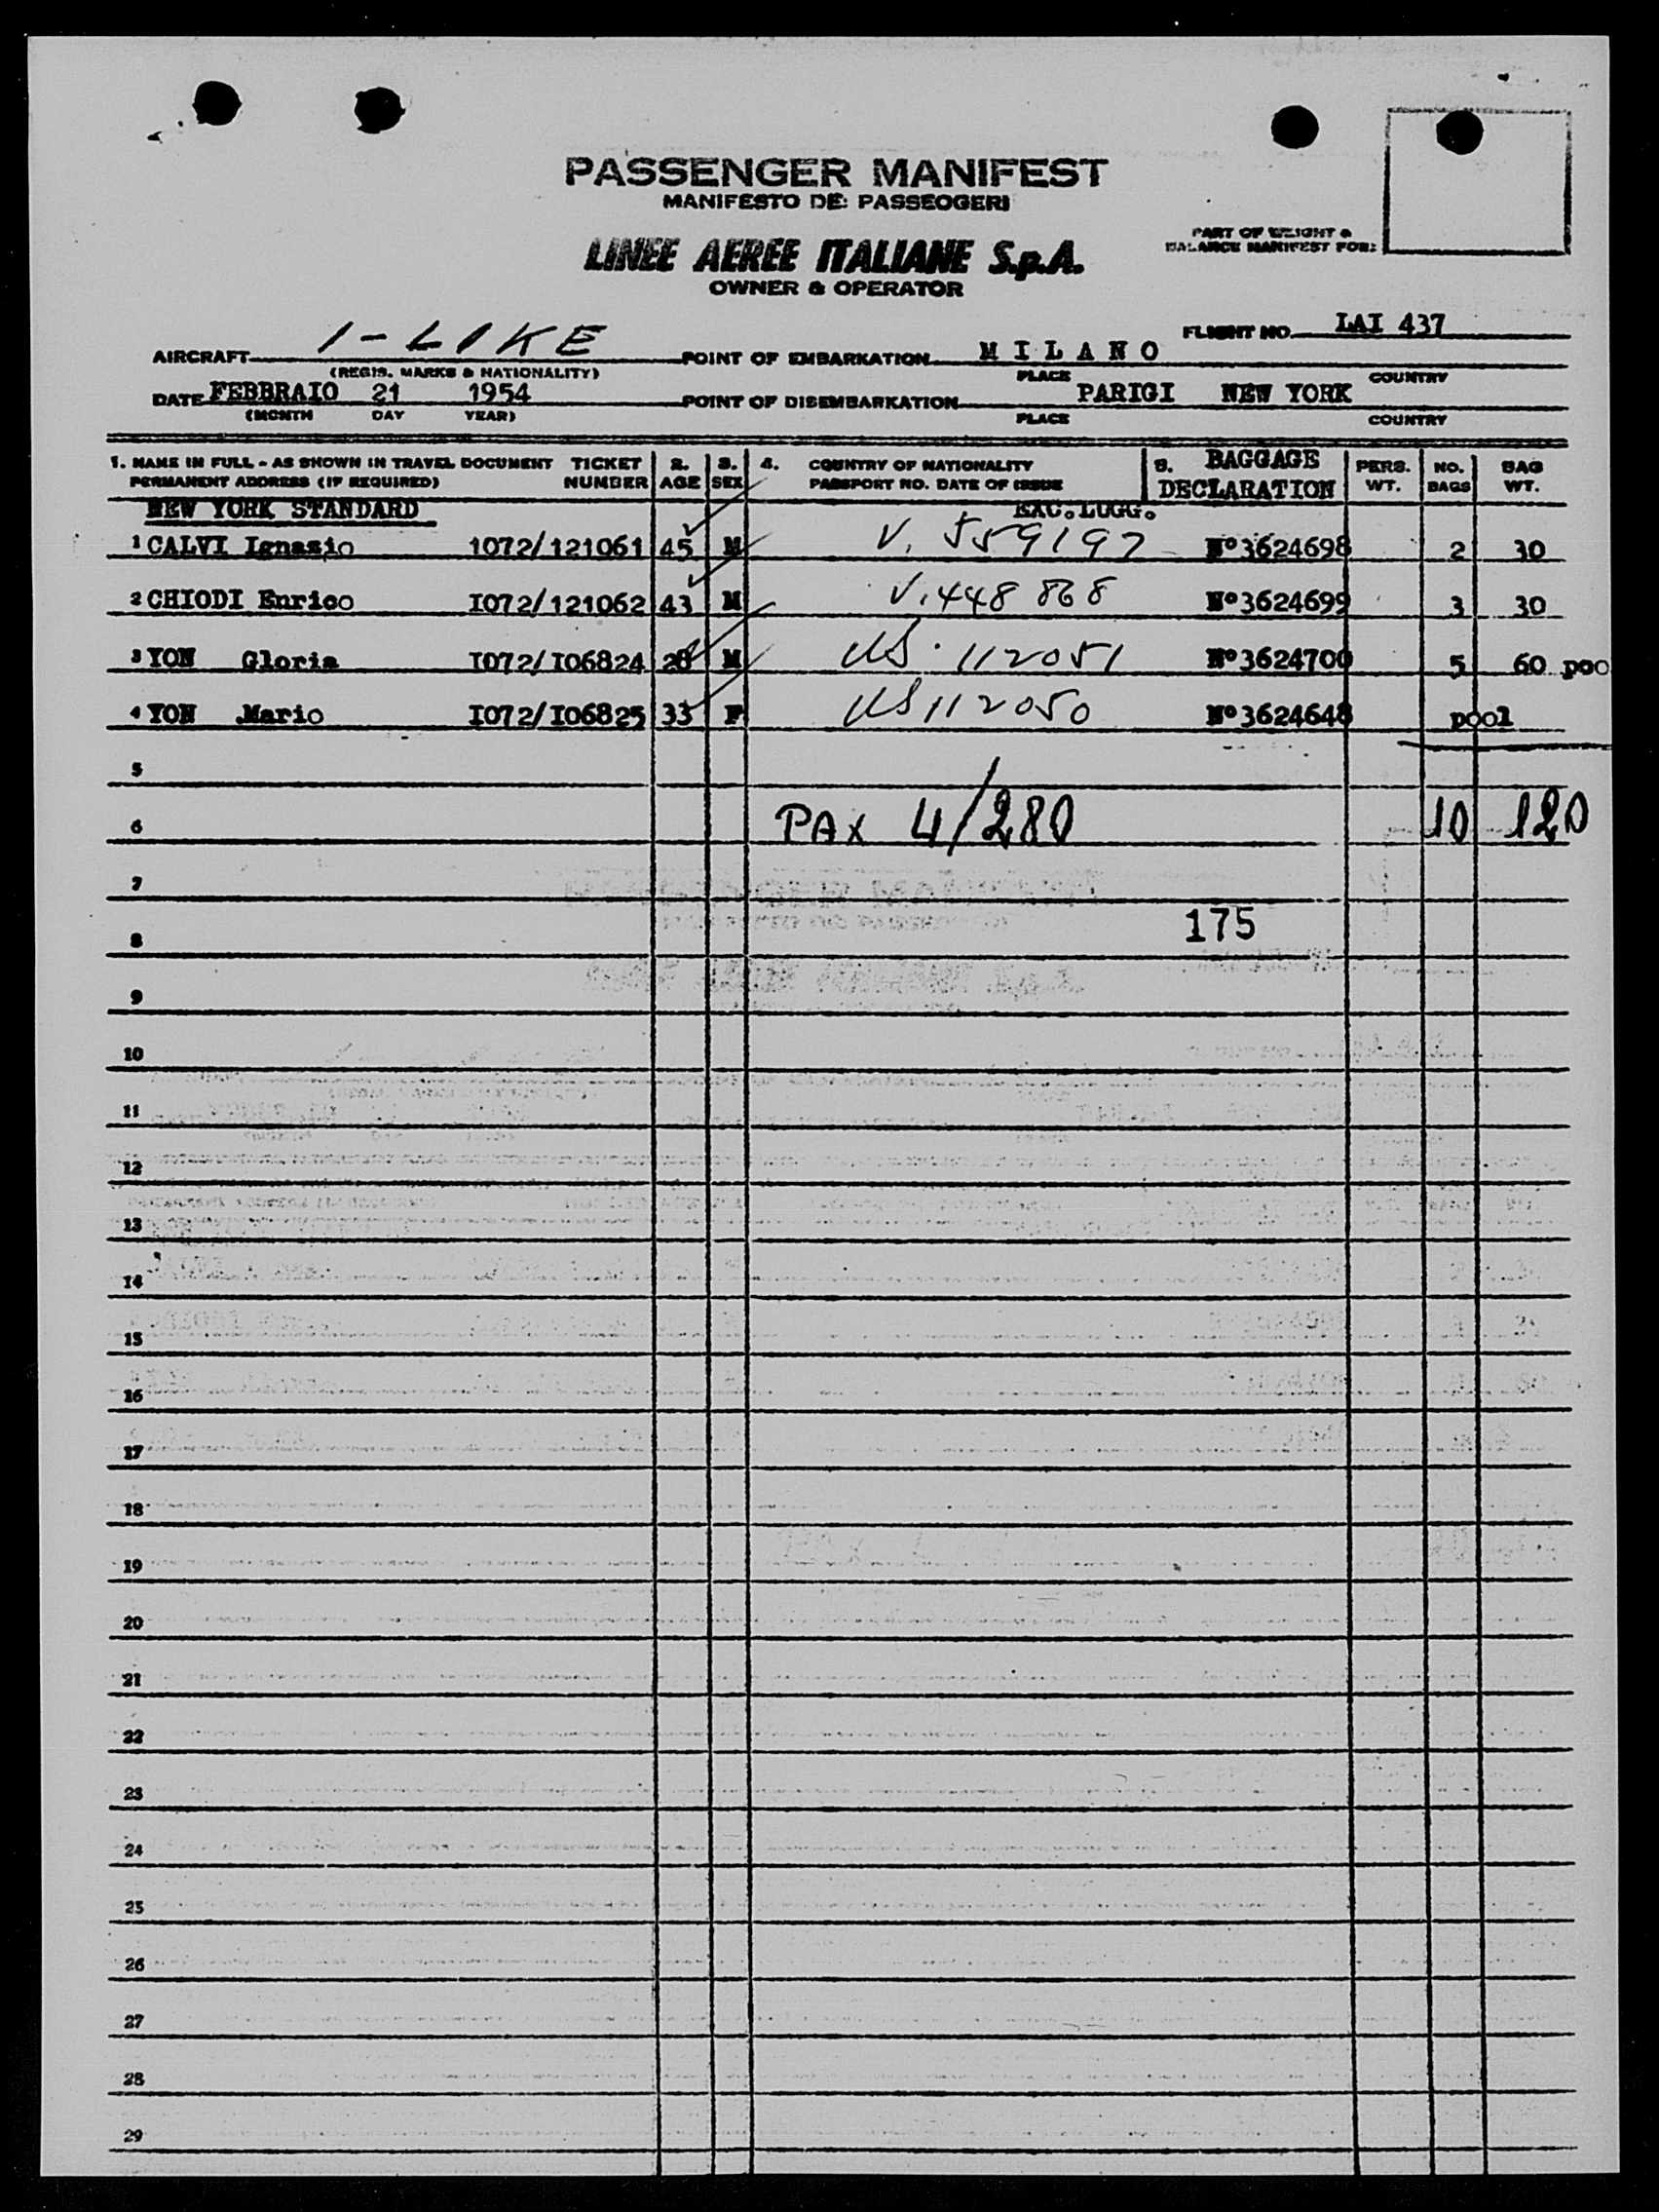 PASSENGER MANIFEST
MANIFESTO DEI PASSEGGERI
LINEE AEREE ITALIANE S.p.A.
OWNER & OPERATOR
PART OF WEIGHT &
BALANCE MANIFEST FOR:
AIRCRAFT I-LIKE FLIGHT NO. LAI 437
(REGIS. MARKS & NATIONALITY) POINT OF EMBARKATION MILANO
PLACE COUNTRY
DATE FEBBRAIO 21 1954 POINT OF DISEMBARKATION PARIGI NEW YORK
(MONTH DAY YEAR) PLACE COUNTRY
1. NAME IN FULL - AS SHOWN IN TRAVEL DOCUMENT TICKET 2. 3. 4. COUNTRY OF NATIONALITY 5. BAGGAGE PERS. NO. BAG
PERMANENT ADDRESS (IF REQUIRED) NUMBER AGE SEX PASSPORT NO. DATE OF ISSUE DECLARATION WT. BAGS WT.
NEW YORK STANDARD EXC.LUGG.
1 CALVI Ignazio 1072/121061 45 M V. 559197 Nº 3624698 2 30
2 CHIODI Enrico I072/121062 43 M V. 448 868 Nº 3624699 3 30
3 YON Gloria I072/I06824 28 M US. 112051 Nº 3624700 5 60 poo
4 YON Mario I072/I06825 33 F US 112050 Nº 3624648 pool
5
6 PAX 4/280 10 120
7
8 175
9
10
11
12
13
14
15
16
17
18
19
20
21
22
23
24
25
26
27
28
29